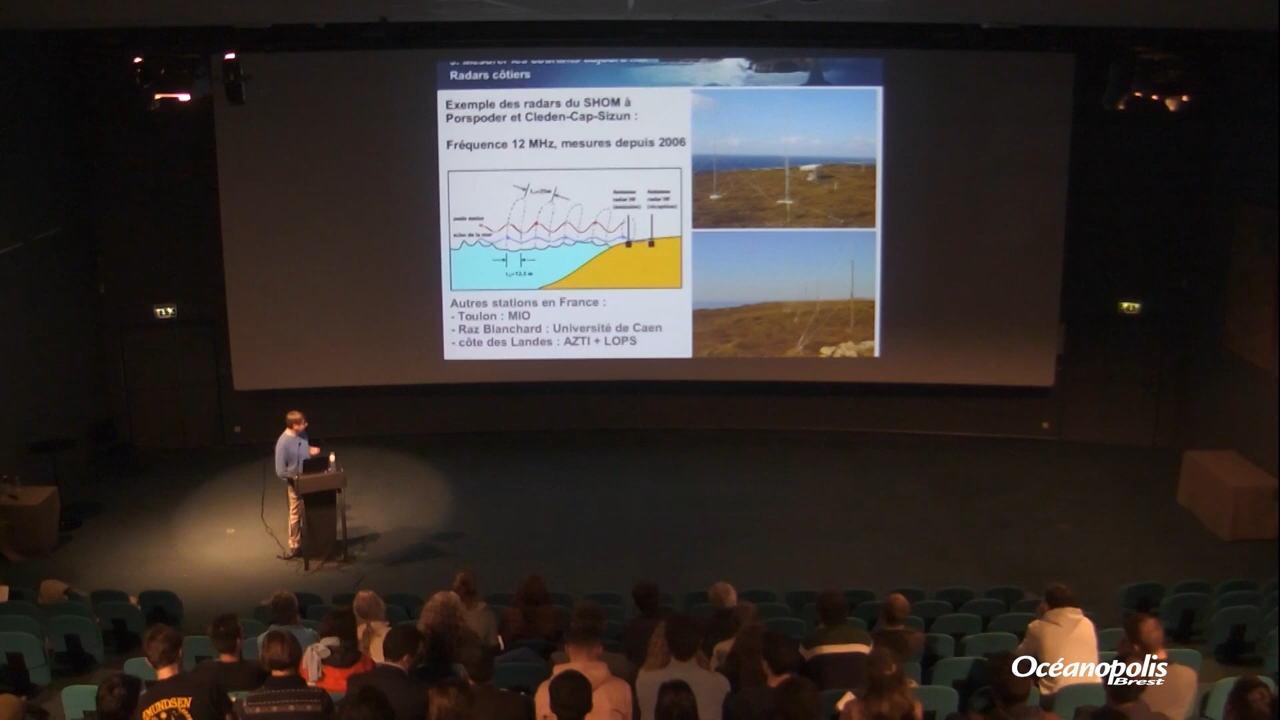 Radars côtiers
Exemple des radars du SHOM à
Porspoder et Cleden-Cap-Sizun :
Fréquence 12 MHz, mesures depuis 2006
Autres stations en France :
- Toulon : MIO
- Raz Blanchard : Université de Caen
- côte des Landes : AZTI + LOPS
Océanopolis
Brest